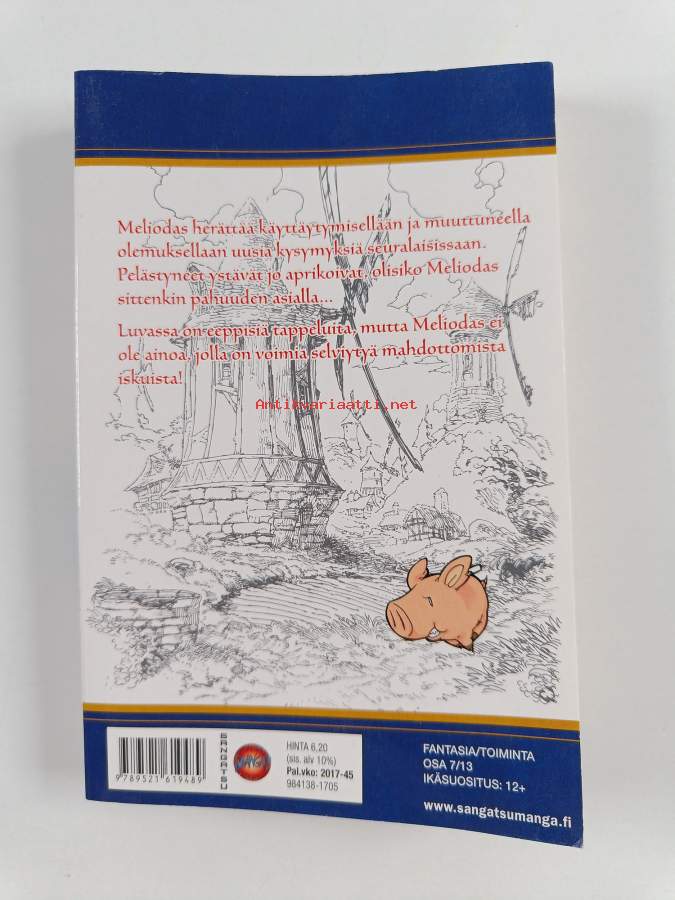 Meliodas herättää käyttäytymisellään ja muuttuneella
olemuksellaan uusia kysymyksiä seuralaisissaan.
Pelästyneet ystävät jo aprikoivat, olisiko Meliodas
sittenkin pahuuden asialla...
Luvassa on eeppisiä tappeluita, mutta Meliodas ei
ole ainoa, jolla on voimia selviytyä mahdottomista
iskuista!
Antikvariaatti.net
9789521619489
SANGATSU
MANGA
HINTA 6,20
(sis. alv 10%)
Pal.vko: 2017-45
984138-1705
FANTASIA/TOIMINTA
OSA 7/13
IKÄSUOSITUS: 12+
www.sangatsumanga.fi